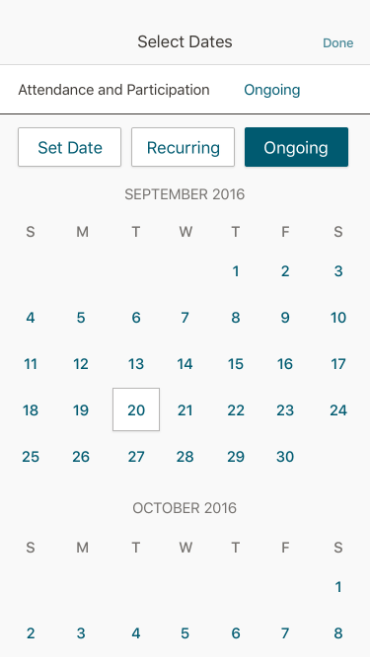 Select Dates Done
Attendance and Participation Ongoing
Set Date Recurring Ongoing
SEPTEMBER 2016
S M T W T F S
1 2 3
4 5 6 7 8 9 10
11 12 13 14 15 16 17
18 19 20 21 22 23 24
25 26 27 28 29 30
OCTOBER 2016
S M T W T F S
1
2 3 4 5 6 7 8